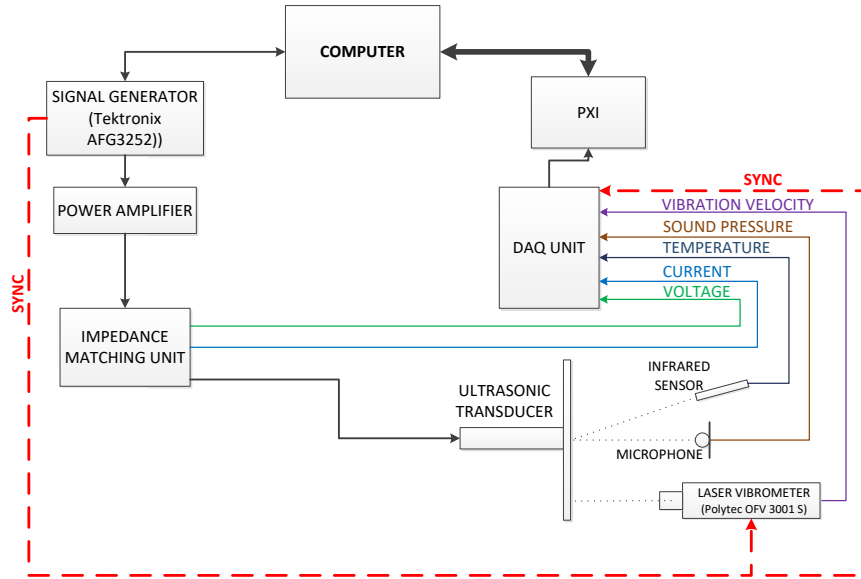 COMPUTER
SIGNAL GENERATOR
(Tektronix
AFG3252))
PXI
POWER AMPLIFIER
DAQ UNIT
SYNC
VIBRATION VELOCITY
SOUND PRESSURE
TEMPERATURE
CURRENT
VOLTAGE
SYNC
IMPEDANCE
MATCHING UNIT
ULTRASONIC
TRANSDUCER
INFRARED
SENSOR
MICROPHONE
LASER VIBROMETER
(Polytec OFV 3001 S)